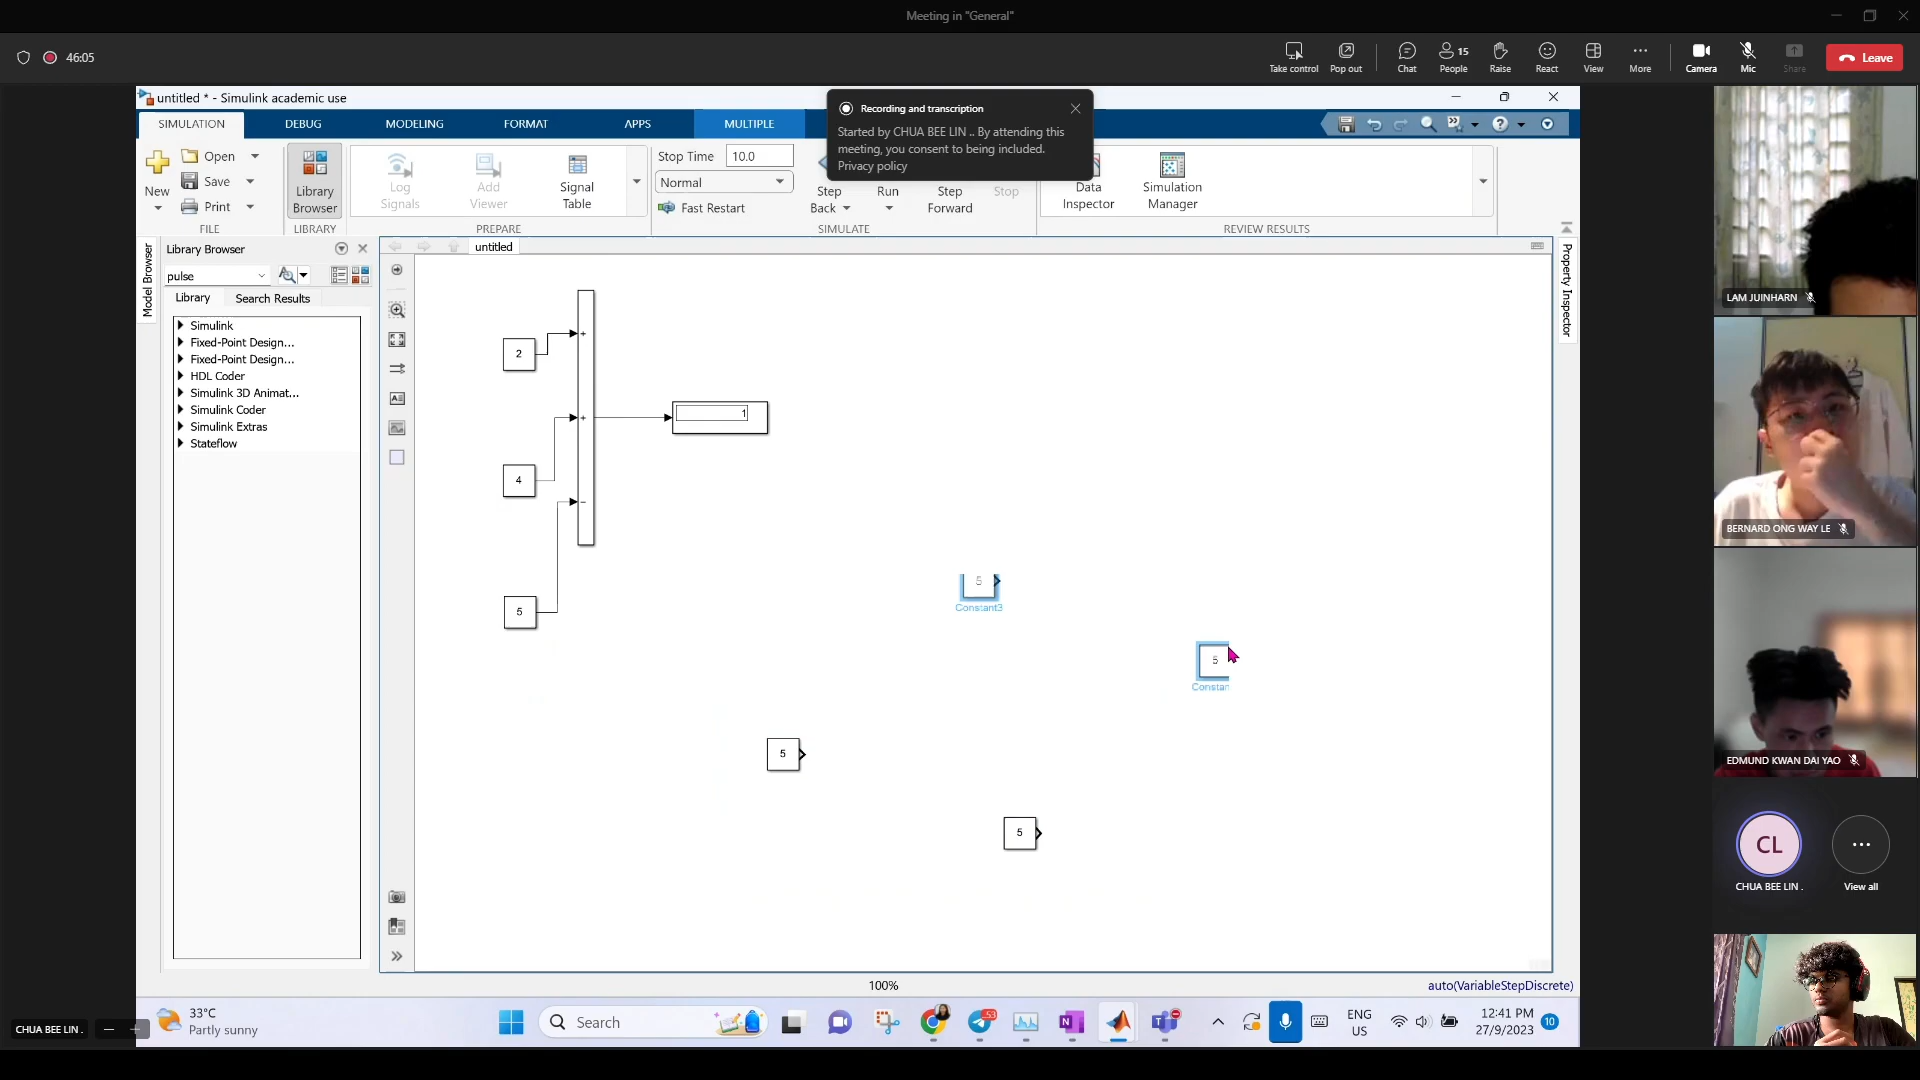 Meeting in "General"
46:05
Take control
Pop out
Chat
15
People
Raise
React
View
More
Camera
Mic
Share
Leave
untitled * - Simulink academic use
SIMULATION
DEBUG
MODELING
FORMAT
APPS
MULTIPLE
Recording and transcription
Started by CHUA BEE LIN .. By attending this
meeting, you consent to being included.
Privacy policy
New
Open
Save
Print
FILE
Library
Browser
LIBRARY
Log
Signals
Add
Viewer
Signal
Table
PREPARE
Stop Time 10.0
Normal
Fast Restart
Step
Back
Run
Step
Forward
Stop
SIMULATE
Data
Inspector
Simulation
Manager
REVIEW RESULTS
Model Browser
Library Browser
pulse
Library
Search Results
Simulink
Fixed-Point Design...
Fixed-Point Design...
HDL Coder
Simulink 3D Animat...
Simulink Coder
Simulink Extras
Stateflow
untitled
Property Inspector
2
+
4
+
5
−
1
5
Constant3
5
Constan
5
5
100%
auto(VariableStepDiscrete)
LAM JUINHARN
BERNARD ONG WAY LE
EDMUND KWAN DAI YAO
CL
CHUA BEE LIN .
View all
CHUA BEE LIN .
33°C
Partly sunny
Search
53
ENG
US
12:41 PM
27/9/2023
10